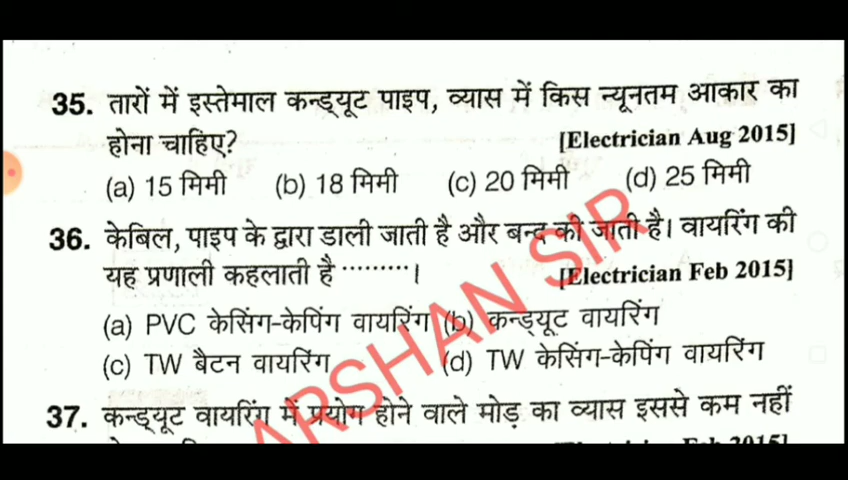 35. तारों में इस्तेमाल कन्ड्यूट पाइप, व्यास में किस न्यूनतम आकार का
होना चाहिए? [Electrician Aug 2015]
(a) 15 मिमी (b) 18 मिमी (c) 20 मिमी (d) 25 मिमी
36. केबिल, पाइप के द्वारा डाली जाती है और बन्द की जाती है। वायरिंग की
यह प्रणाली कहलाती है ·········। [Electrician Feb 2015]
(a) PVC केसिंग-केपिंग वायरिंग (b) कन्ड्यूट वायरिंग
(c) TW बैटन वायरिंग (d) TW केसिंग-केपिंग वायरिंग
ARSHAN SIR
37. कन्ड्यूट वायरिंग में प्रयोग होने वाले मोड़ का व्यास इससे कम नहीं